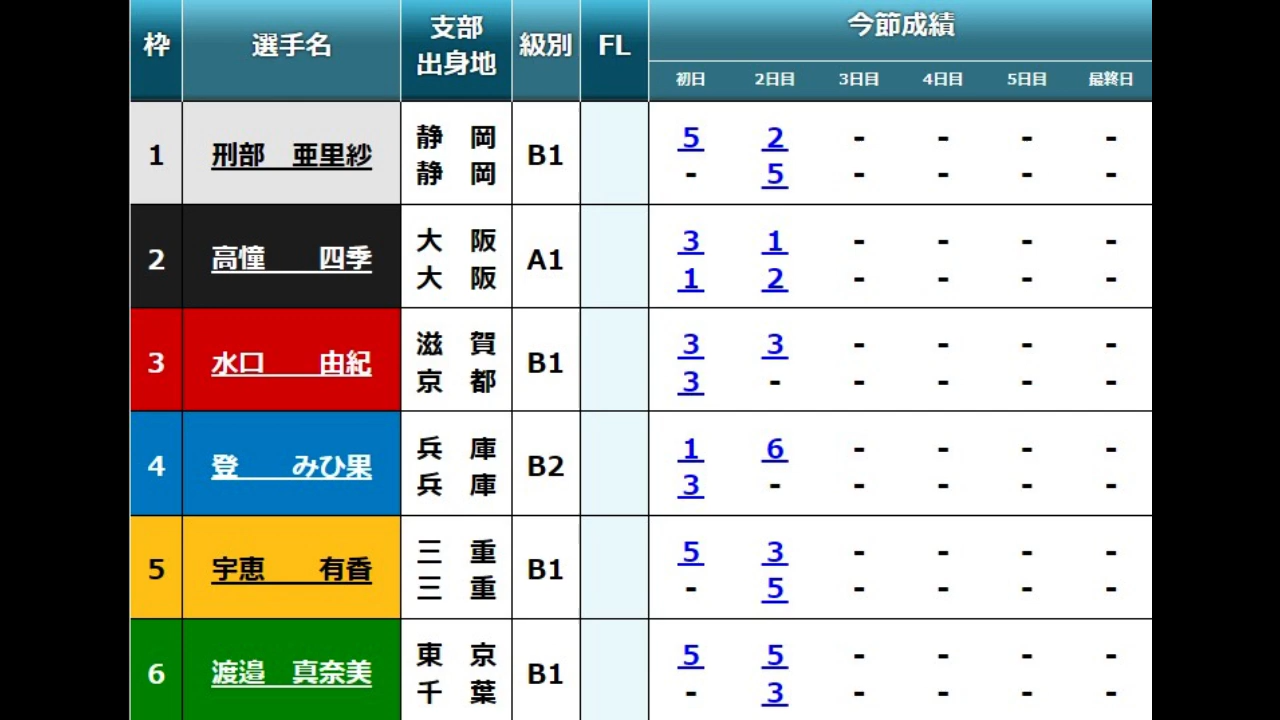 枠 選手名 支部 出身地 級別 FL 今節成績
初日 2日目 3日目 4日目 5日目 最終日
1 刑部 亜里紗 静 岡 B1 5 2 - - - -
静 岡 - 5 - - - -
2 高憧 四季 大 阪 A1 3 1 - - - -
大 阪 1 2 - - - -
3 水口 由紀 滋 賀 B1 3 3 - - - -
京 都 3 - - - - -
4 登 みひ果 兵 庫 B2 1 6 - - - -
兵 庫 3 - - - - -
5 宇恵 有香 三 重 B1 5 3 - - - -
三 重 - 5 - - - -
6 渡邉 真奈美 東 京 B1 5 5 - - - -
千 葉 - 3 - - - -